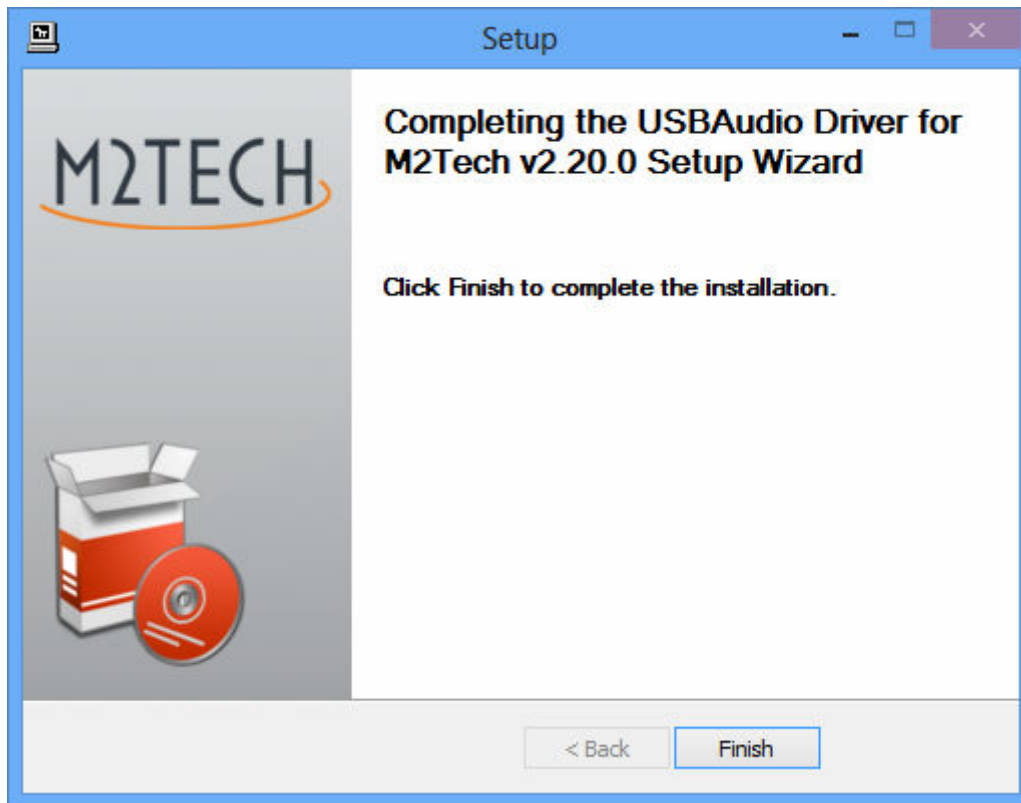 Setup
M2TECH
Completing the USBAudio Driver for
M2Tech v2.20.0 Setup Wizard
Click Finish to complete the installation.
< Back
Finish